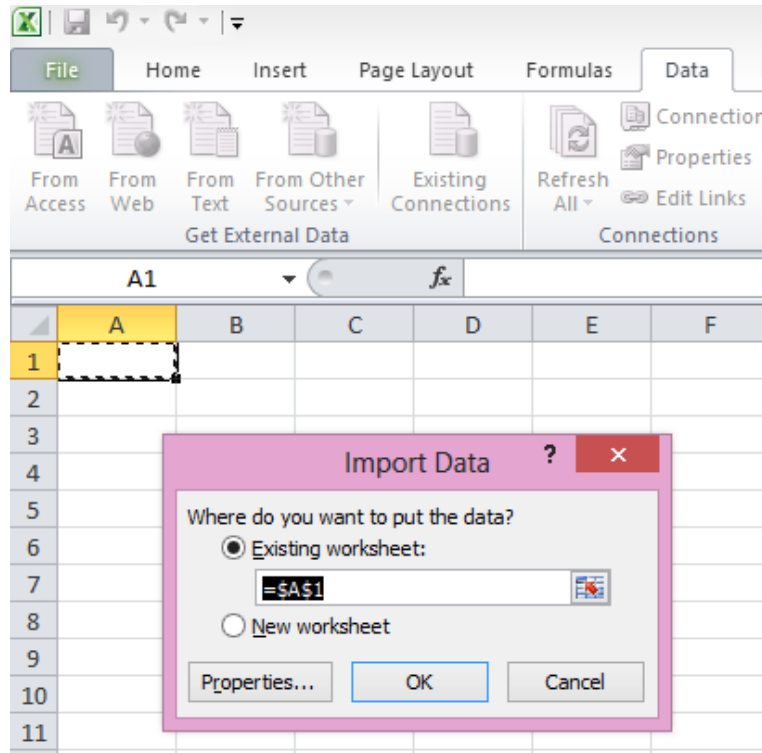 File Home Insert Page Layout Formulas Data
From Access
From Web
From Text
From Other Sources
Existing Connections
Refresh All
Connection
Properties
Edit Links
Get External Data
Connections
A1
fx
A B C D E F
1
2
3
4
5
6
7
8
9
10
11
Import Data ?
Where do you want to put the data?
Existing worksheet:
=$A$1
New worksheet
Properties... OK Cancel